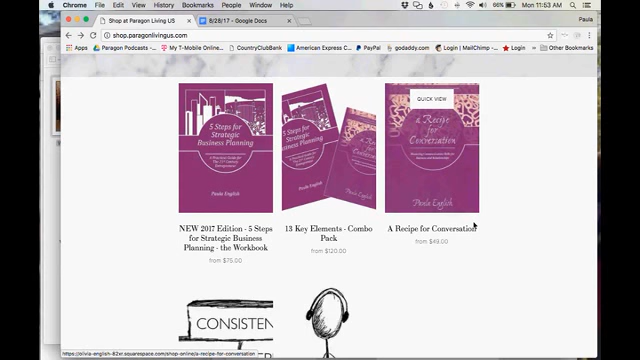 Chrome File Edit View History Bookmarks People Window Help 66% Mon 11:53 AM
Shop at Paragon Living US 8/28/17 - Google Docs Paula
shop.paragonlivingus.com
Apps Paragon Podcasts - My T-Mobile Onlin... CountryClubBank American Express C... PayPal godaddy.com Login | MailChimp - Login Other Bookmarks
5 Steps for
Strategic
Business Planning
Paula English
5 Steps for
Strategic
Business Planning
Paula English
QUICK VIEW
a Recipe
for
Conversation
Paula English
NEW 2017 Edition - 5 Steps
for Strategic Business
Planning - the Workbook
from $75.00
13 Key Elements - Combo
Pack
from $120.00
A Recipe for Conversation
from $49.00
CONSISTEN
https://olivia-english-82xr.squarespace.com/shop-online/a-recipe-for-conversation